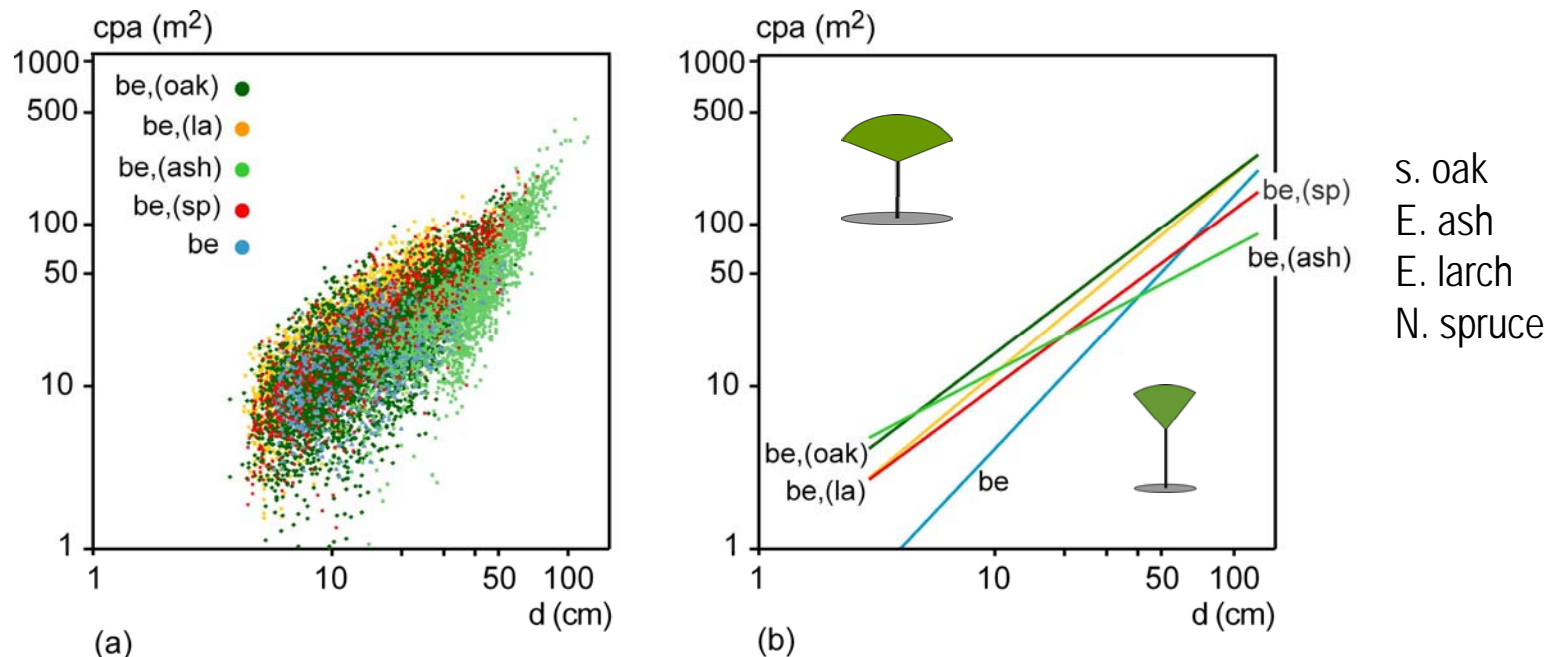 cpa (m2)
1000
500
100
50
10
1
be,(oak)
be,(la)
be,(ash)
be,(sp)
be
1 10 50 100
d (cm)
(a)
cpa (m2)
1000
500
100
50
10
1
be,(sp)
be,(ash)
be,(oak)
be,(la)
be
1 10 50 100
d (cm)
(b)
s. oak
E. ash
E. larch
N. spruce